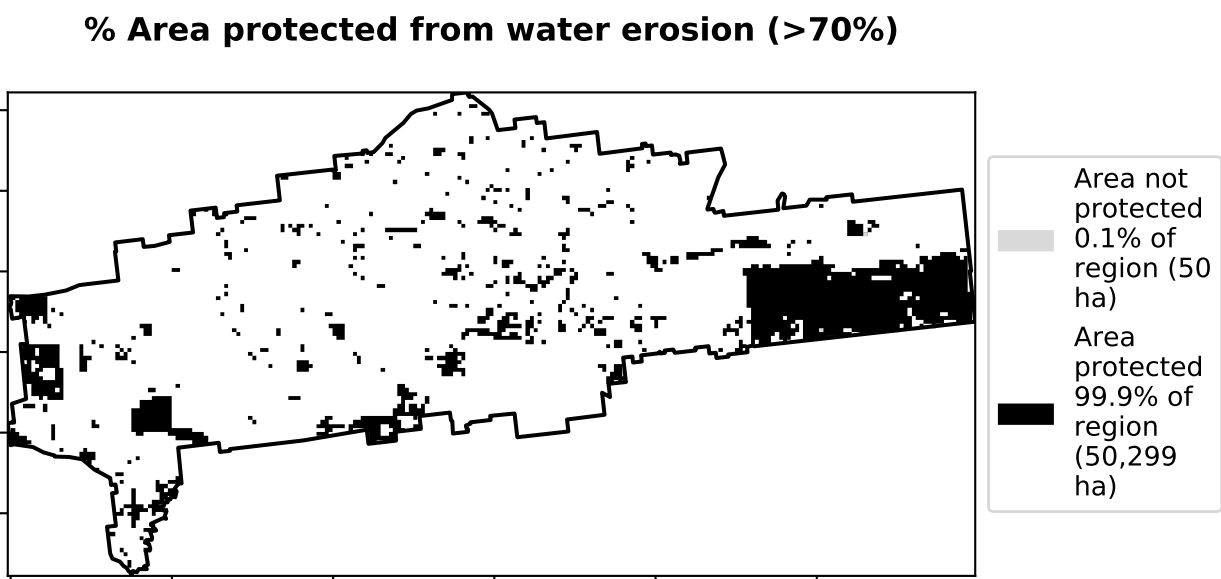 % Area protected from water erosion (>70%)
Area not
protected
0.1% of
region (50
ha)
Area
protected
99.9% of
region
(50,299
ha)